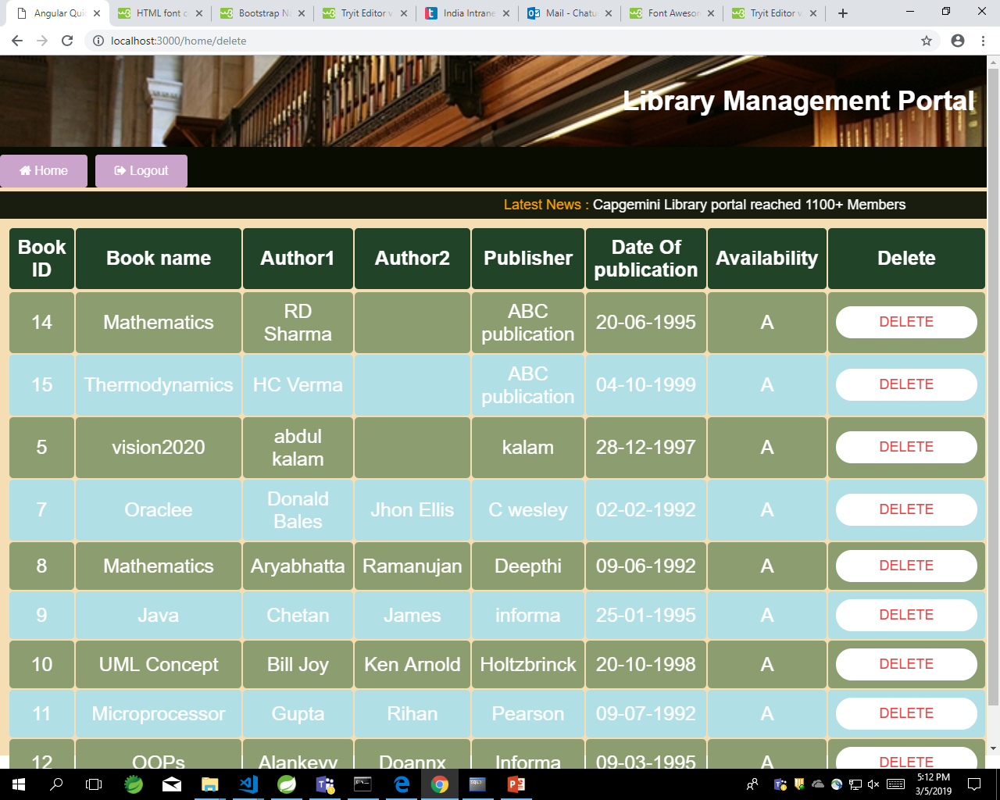 Angular Qui
HTML font c
Bootstrap Na
Tryit Editor v
India Intrane
Mail - Chatu
Font Awesom
Tryit Editor v
localhost:3000/home/delete
Library Management Portal
Home
Logout
Latest News : Capgemini Library portal reached 1100+ Members
Book ID Book name Author1 Author2 Publisher Date Of publication Availability Delete
14 Mathematics RD Sharma ABC publication 20-06-1995 A DELETE
15 Thermodynamics HC Verma ABC publication 04-10-1999 A DELETE
5 vision2020 abdul kalam kalam 28-12-1997 A DELETE
7 Oraclee Donald Bales Jhon Ellis C wesley 02-02-1992 A DELETE
8 Mathematics Aryabhatta Ramanujan Deepthi 09-06-1992 A DELETE
9 Java Chetan James informa 25-01-1995 A DELETE
10 UML Concept Bill Joy Ken Arnold Holtzbrinck 20-10-1998 A DELETE
11 Microprocessor Gupta Rihan Pearson 09-07-1992 A DELETE
12 OOPs Alankevy Doannx Informa 09-03-1995 A DELETE
5:12 PM
3/5/2019